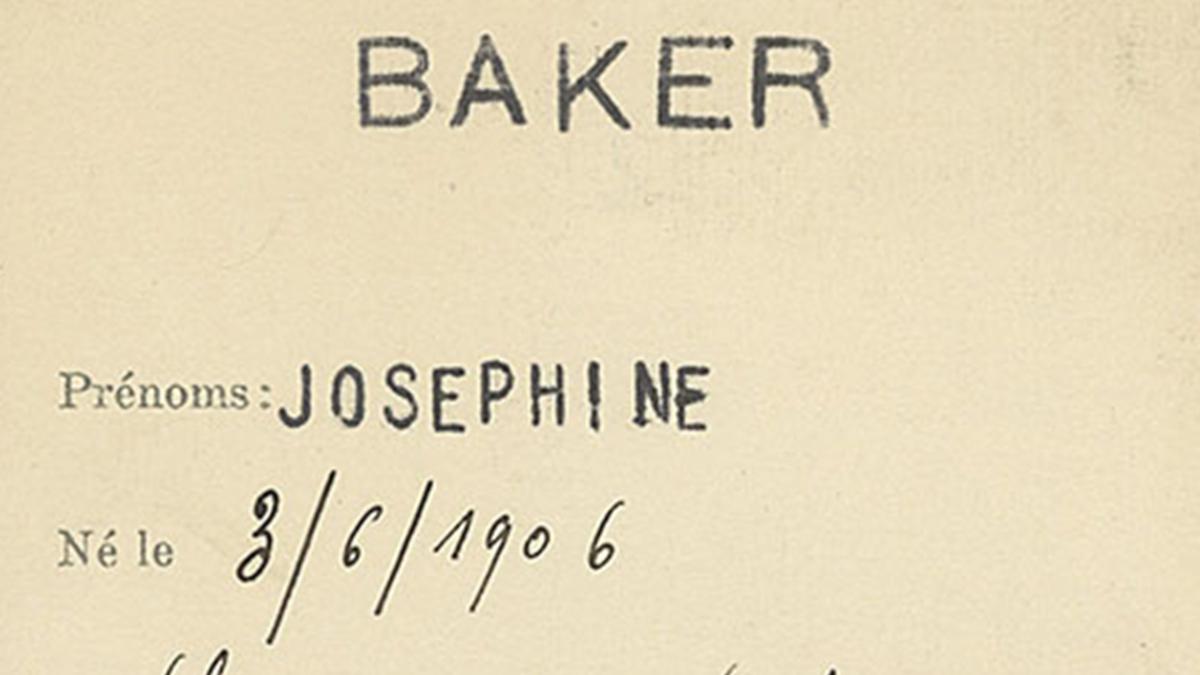 BAKER
Prénoms: JOSEPHINE
Né le 3/6/1906